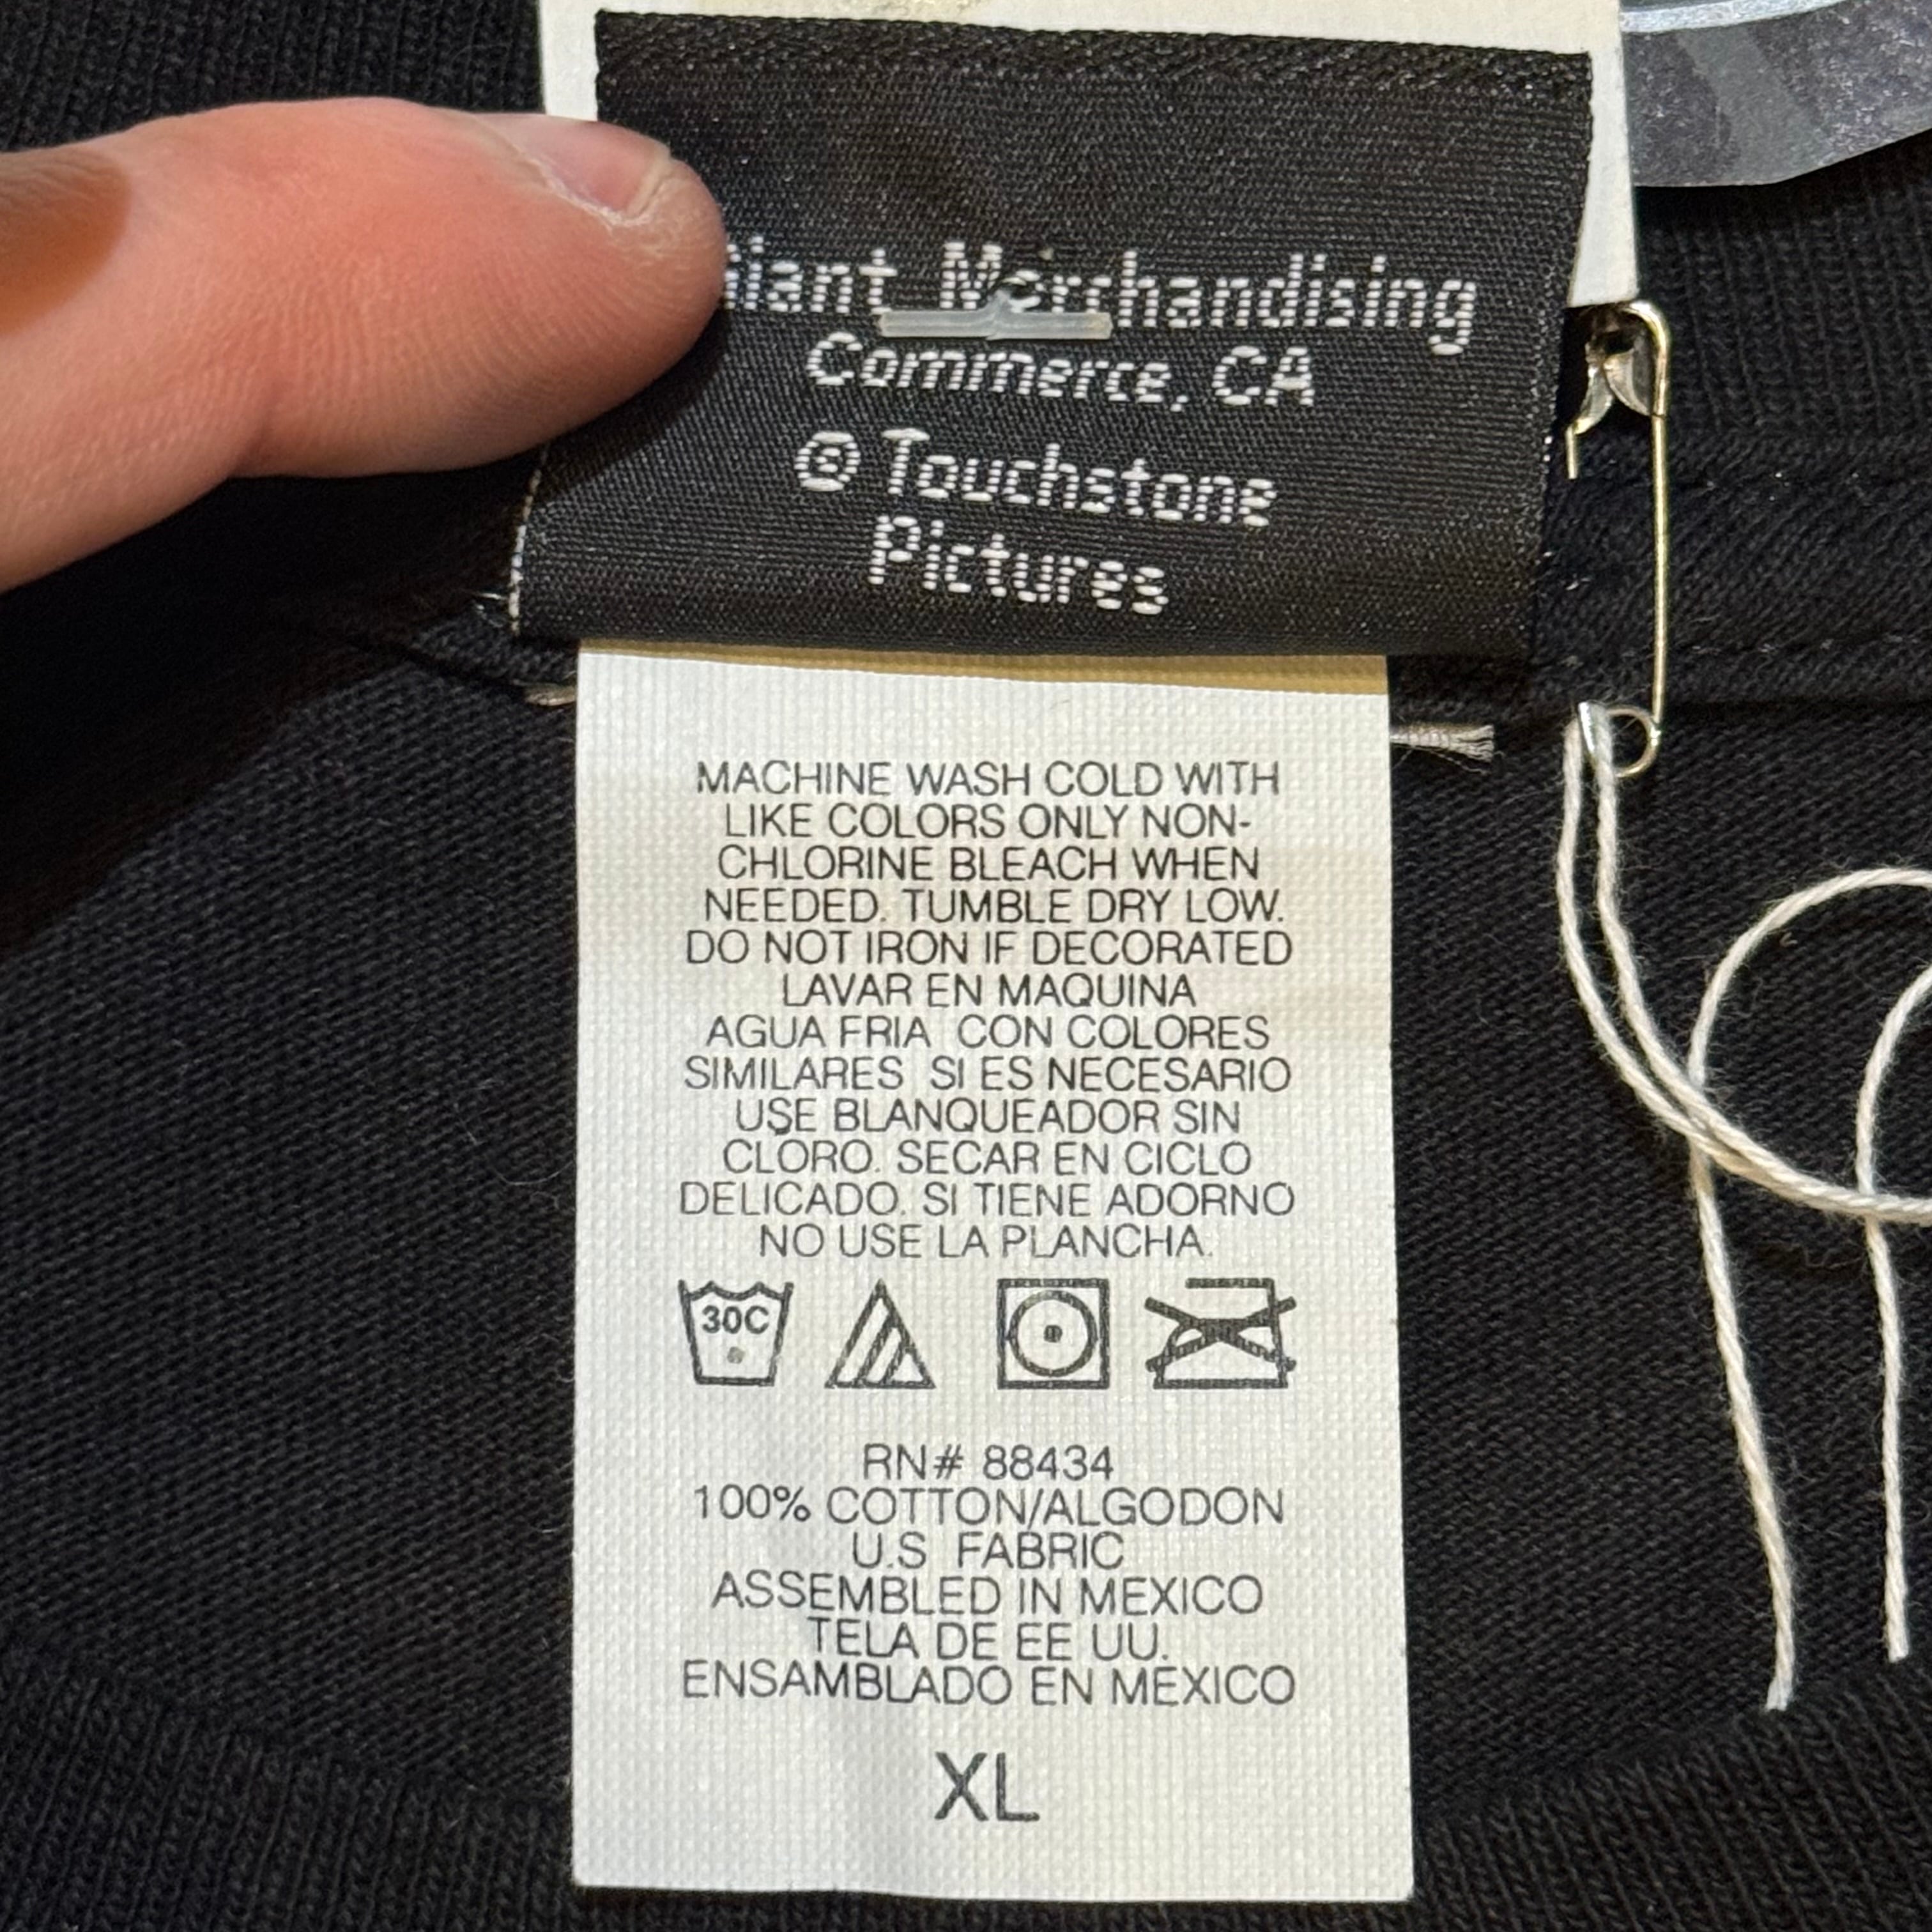 Giant Merchandising
Commerce, CA
© Touchstone
Pictures
MACHINE WASH COLD WITH
LIKE COLORS ONLY NON-
CHLORINE BLEACH WHEN
NEEDED. TUMBLE DRY LOW.
DO NOT IRON IF DECORATED
LAVAR EN MAQUINA
AGUA FRIA CON COLORES
SIMILARES SI ES NECESARIO
USE BLANQUEADOR SIN
CLORO. SECAR EN CICLO
DELICADO. SI TIENE ADORNO
NO USE LA PLANCHA.
30C
RN# 88434
100% COTTON/ALGODON
U.S FABRIC
ASSEMBLED IN MEXICO
TELA DE EE UU.
ENSAMBLADO EN MEXICO
XL